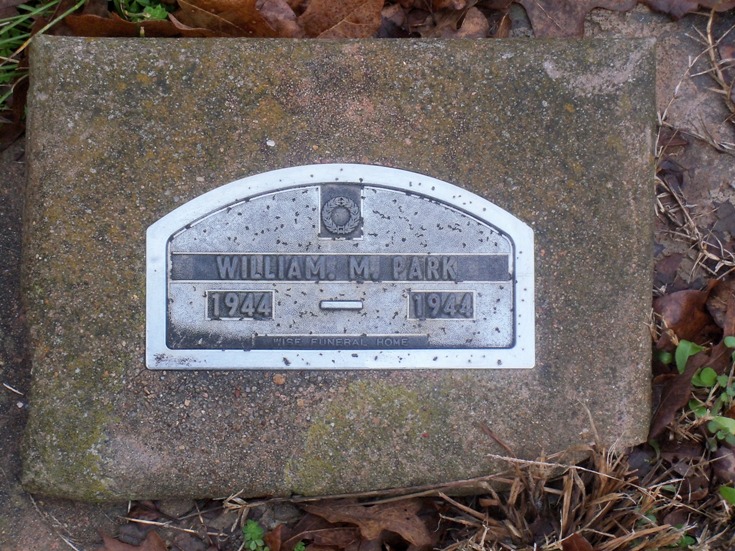 WILLIAM. M. PARK
1944 – 1944
WISE FUNERAL HOME